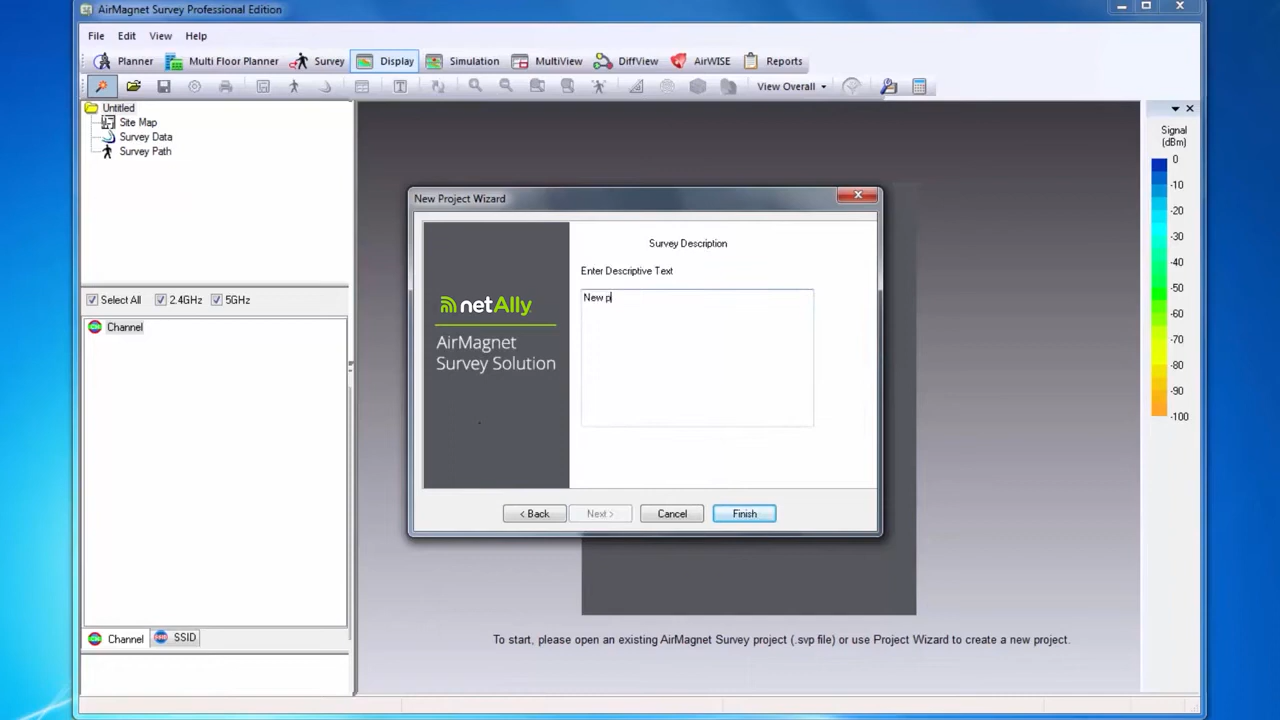 AirMagnet Survey Professional Edition
File Edit View Help
Planner Multi Floor Planner Survey Display Simulation MultiView DiffView AirWISE Reports
View Overall
Untitled
Site Map
Survey Data
Survey Path
Select All 2.4GHz 5GHz
Channel
Channel SSID
New Project Wizard
netAlly
AirMagnet
Survey Solution
Survey Description
Enter Descriptive Text
New p
< Back Next > Cancel Finish
To start, please open an existing AirMagnet Survey project (.svp file) or use Project Wizard to create a new project.
Signal
(dBm)
0
-10
-20
-30
-40
-50
-60
-70
-80
-90
-100